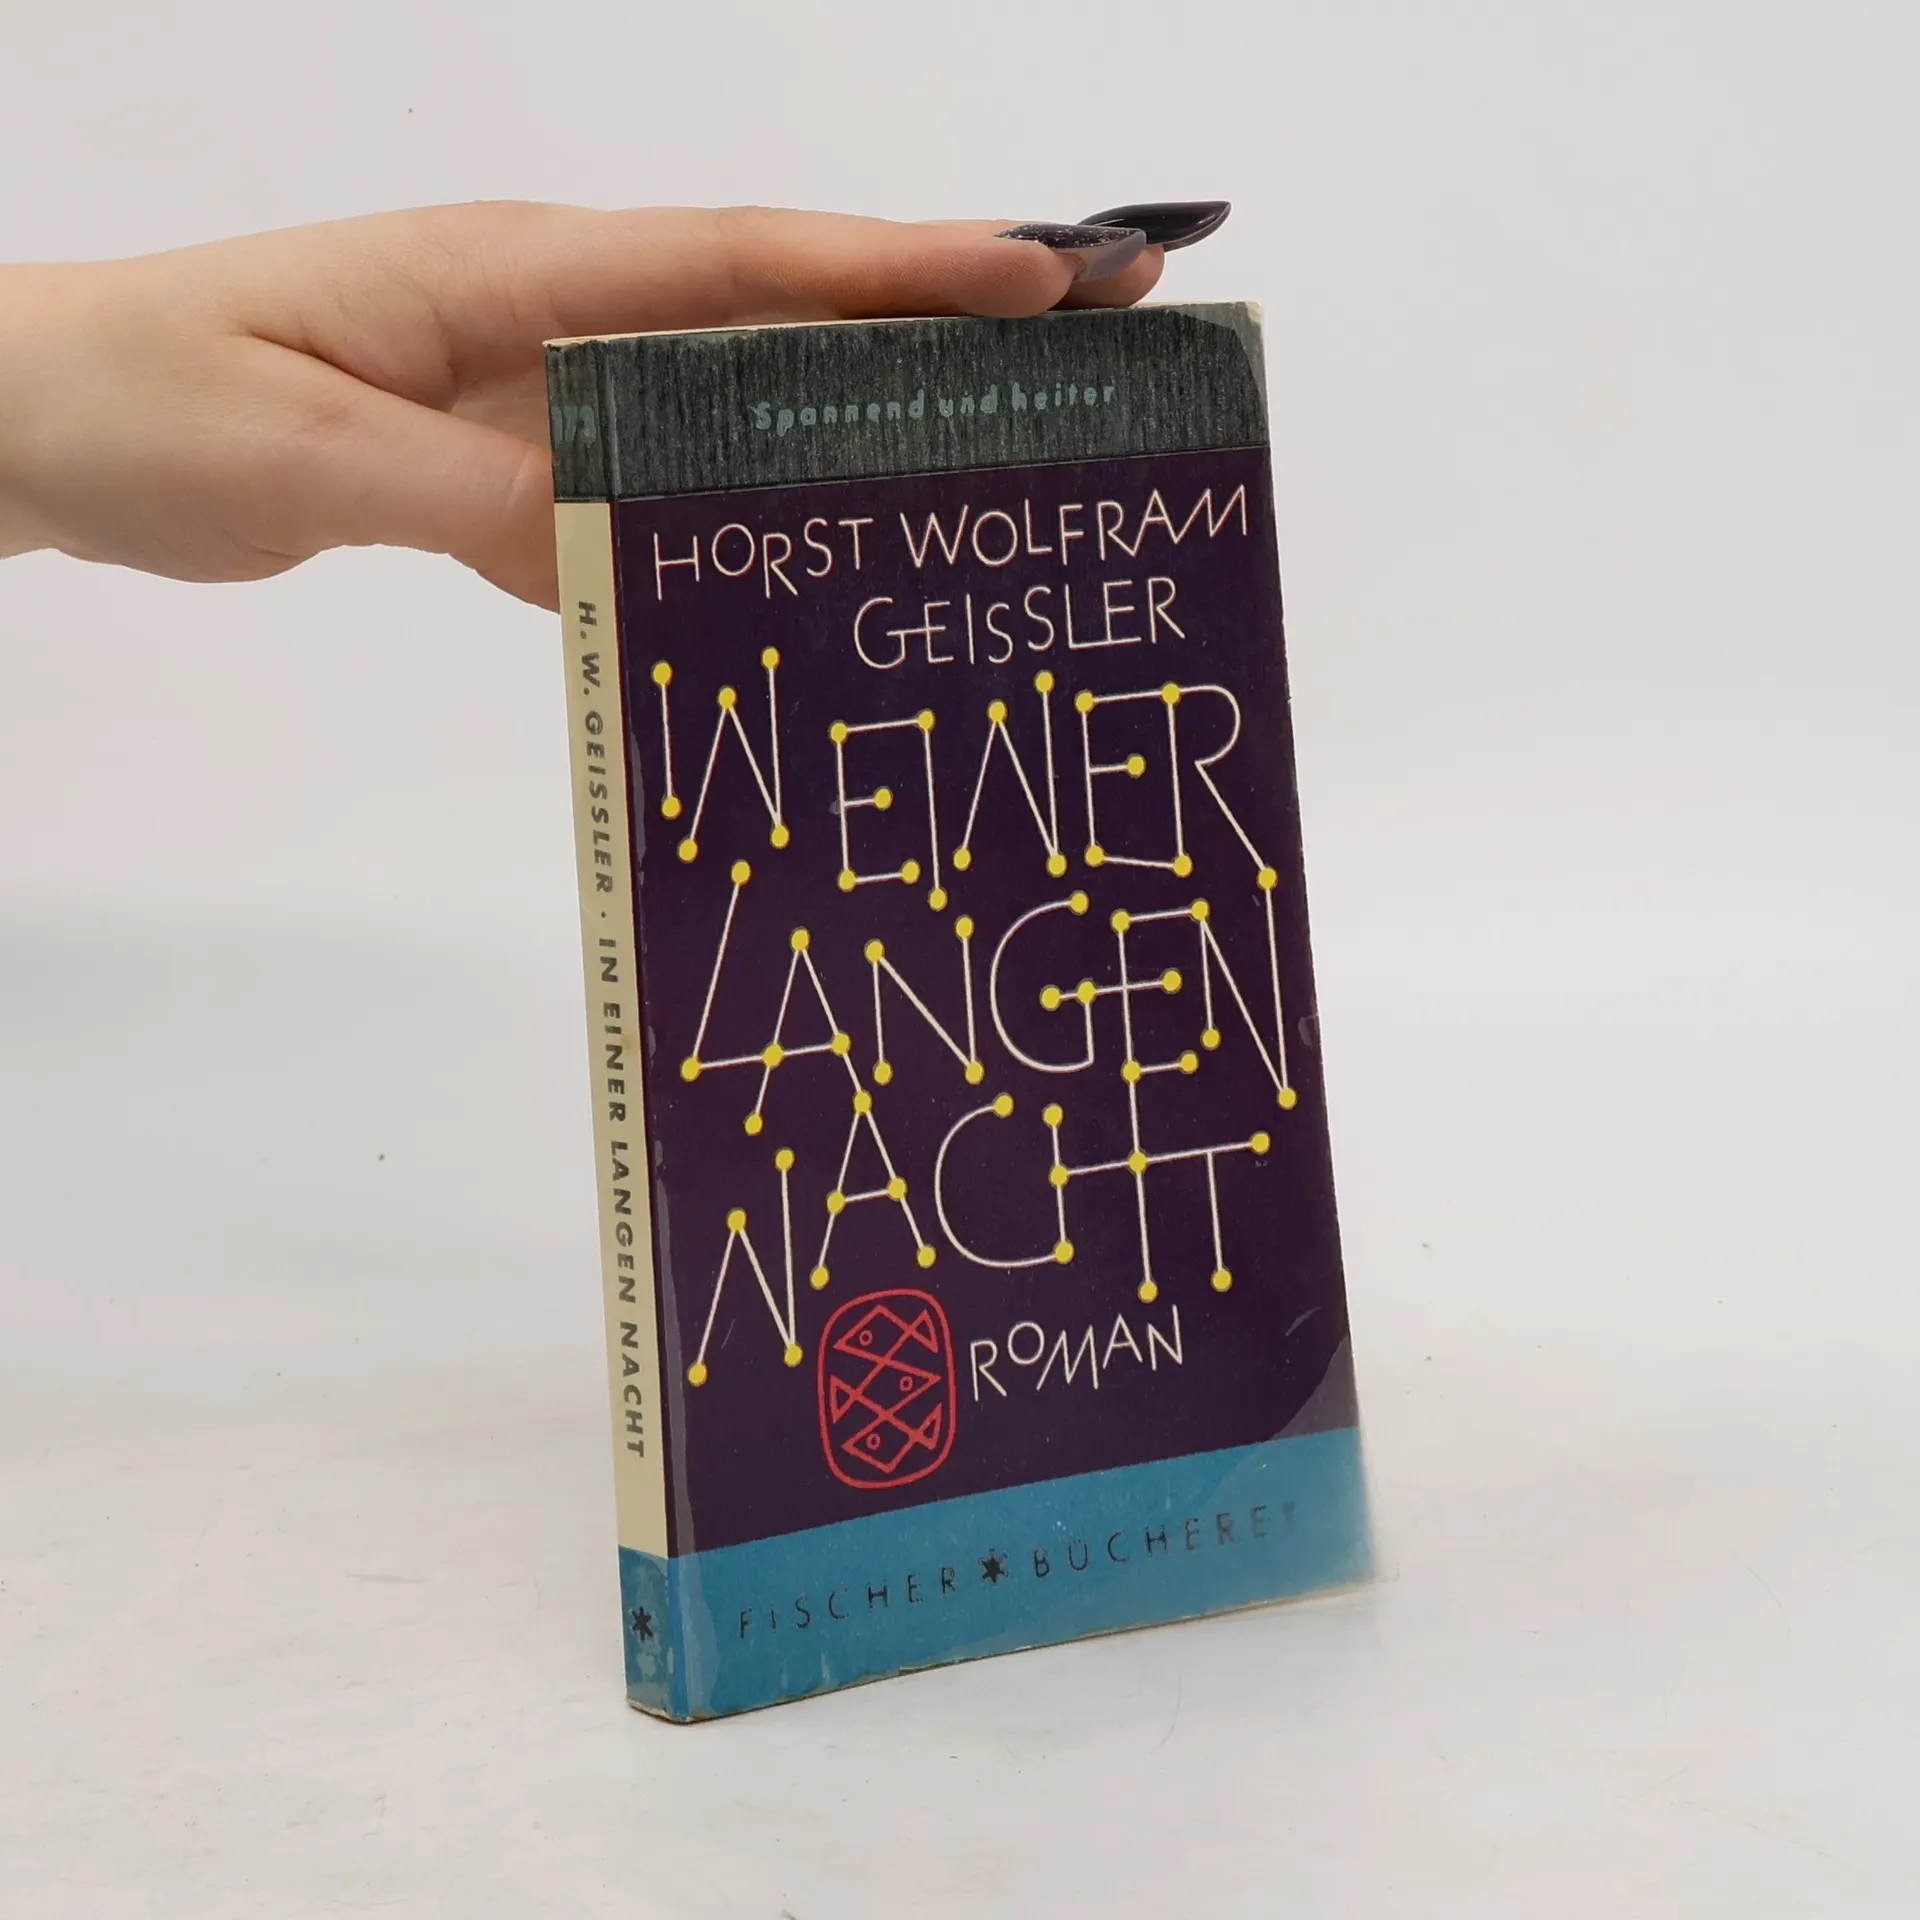 Spannend und heiter
HORST WOLFRAM
GEISSLER
IN EINER
LANGEN
NACHT
ROMAN
FISCHER * BÜCHEREI
H. W. GEISSLER · IN EINER LANGEN NACHT
*